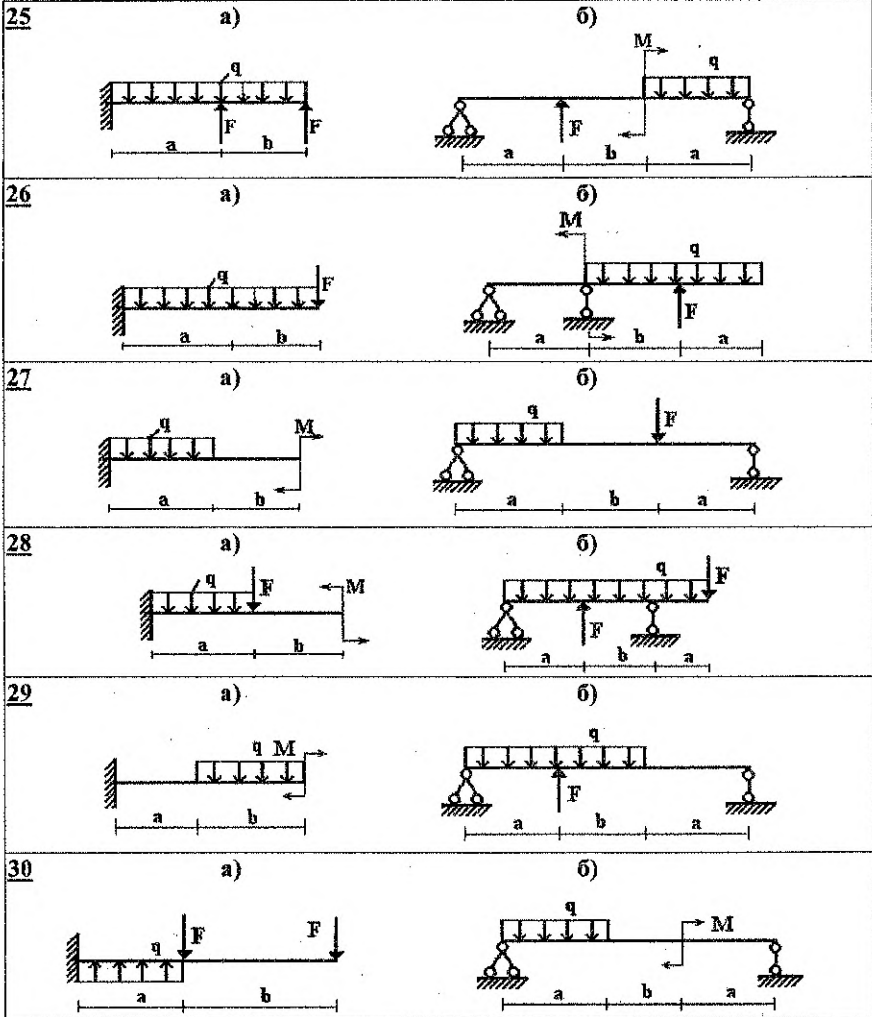 25 а) б)
q F F a b
M q F a b a
26 а) б)
q F a b
M q F a b a
27 а) б)
q M a b
q F a b a
28 а) б)
q F M a b
q F F a b a
29 а) б)
q M a b
q F a b a
30 а) б)
q F F a b
q M a b a